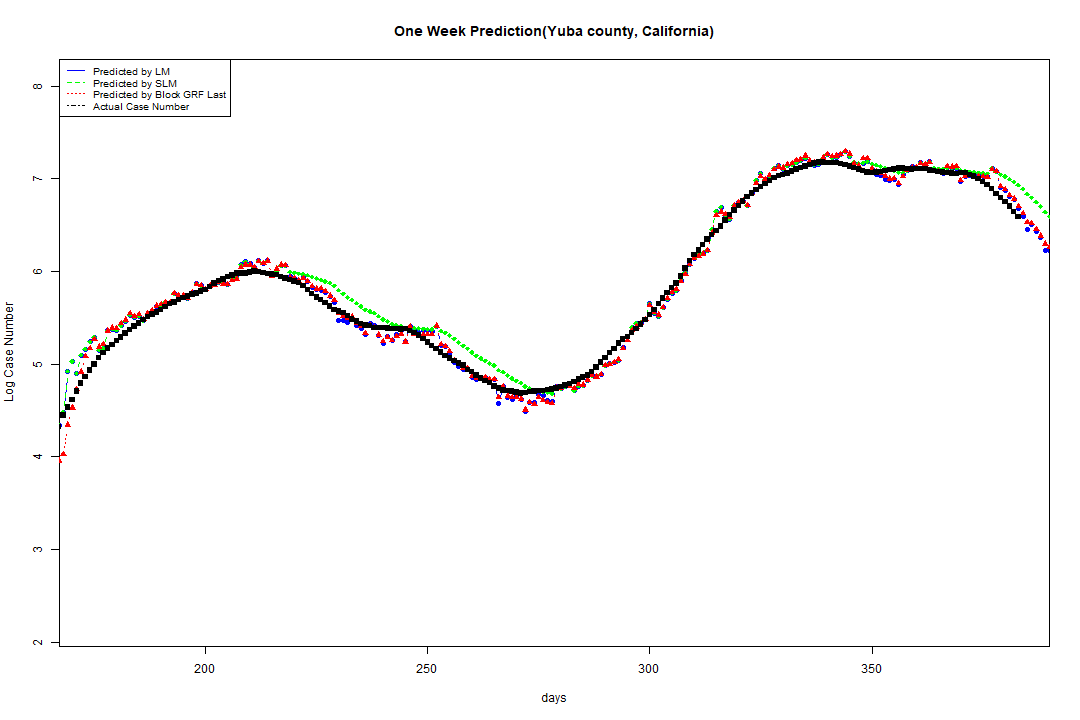 One Week Prediction(Yuba county, California)
Predicted by LM
Predicted by SLM
Predicted by Block GRF Last
Actual Case Number
8
7
6
5
4
3
2
Log Case Number
200 250 300 350
days